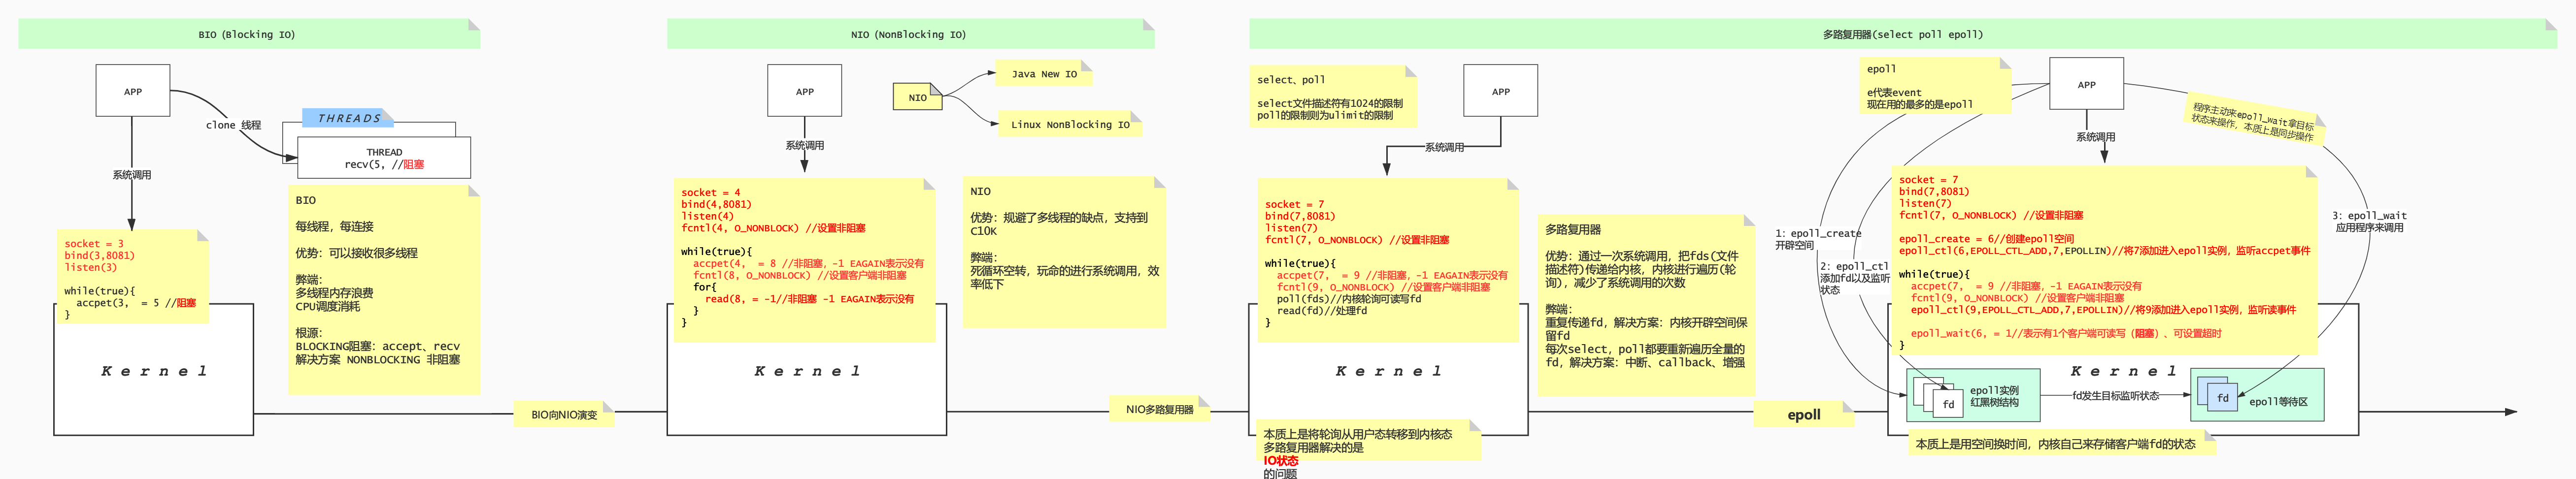 BIO (Blocking IO)
APP
clone 线程
THREADS
THREAD
recv(5, //阻塞
系统调用
socket = 3
bind(3,8081)
listen(3)
while(true){
accpet(3,  = 5 //阻塞
}
Kernel
BIO
每线程，每连接
优势：可以接收很多线程
弊端：
多线程内存浪费
CPU调度消耗
根源：
BLOCKING阻塞：accept、recv
解决方案 NONBLOCKING 非阻塞
BIO向NIO演变
NIO (NonBlocking IO)
APP
NIO
Java New IO
Linux NonBlocking IO
系统调用
socket = 4
bind(4,8081)
listen(4)
fcntl(4, O_NONBLOCK) //设置非阻塞
while(true){
accpet(4,  = 8 //非阻塞，-1 EAGAIN表示没有
fcntl(8, O_NONBLOCK) //设置客户端非阻塞
for{
read(8, = -1//非阻塞 -1 EAGAIN表示没有
}
}
Kernel
NIO
优势：规避了多线程的缺点，支持到
C10K
弊端：
死循环空转，玩命的进行系统调用，效
率低下
NIO多路复用器
多路复用器(select poll epoll)
select、poll
select文件描述符有1024的限制
poll的限制则为ulimit的限制
APP
系统调用
socket = 7
bind(7,8081)
listen(7)
fcntl(7, O_NONBLOCK) //设置非阻塞
while(true){
accpet(7,  = 9 //非阻塞，-1 EAGAIN表示没有
fcntl(9, O_NONBLOCK) //设置客户端非阻塞
poll(fds)//内核轮询可读写fd
read(fd)//处理fd
}
Kernel
本质上是将轮询从用户态转移到内核态
多路复用器解决的是
IO状态
的问题
多路复用器
优势：通过一次系统调用，把fds(文件
描述符)传递给内核，内核进行遍历(轮
询)，减少了系统调用的次数
弊端：
重复传递fd，解决方案：内核开辟空间保
留fd
每次select，poll都要重新遍历全量的
fd，解决方案：中断、callback、增强
epoll
epoll
e代表event
现在用的最多的是epoll
APP
程序主动来epoll_wait拿目标
状态来操作，本质上是同步操作
系统调用
1：epoll_create
开辟空间
2：epoll_ctl
添加fd以及监听
状态
3：epoll_wait
应用程序来调用
socket = 7
bind(7,8081)
listen(7)
fcntl(7, O_NONBLOCK) //设置非阻塞
epoll_create = 6//创建epoll空间
epoll_ctl(6,EPOLL_CTL_ADD,7,EPOLLIN)//将7添加进入epoll实例，监听accpet事件
while(true){
accpet(7,  = 9 //非阻塞，-1 EAGAIN表示没有
fcntl(9, O_NONBLOCK) //设置客户端非阻塞
epoll_ctl(9,EPOLL_CTL_ADD,7,EPOLLIN)//将9添加进入epoll实例，监听读事件
epoll_wait(6, = 1//表示有1个客户端可读写（阻塞）、可设置超时
}
Kernel
fd
epoll实例
红黑树结构
fd发生目标监听状态
fd
epoll等待区
本质上是用空间换时间，内核自己来存储客户端fd的状态